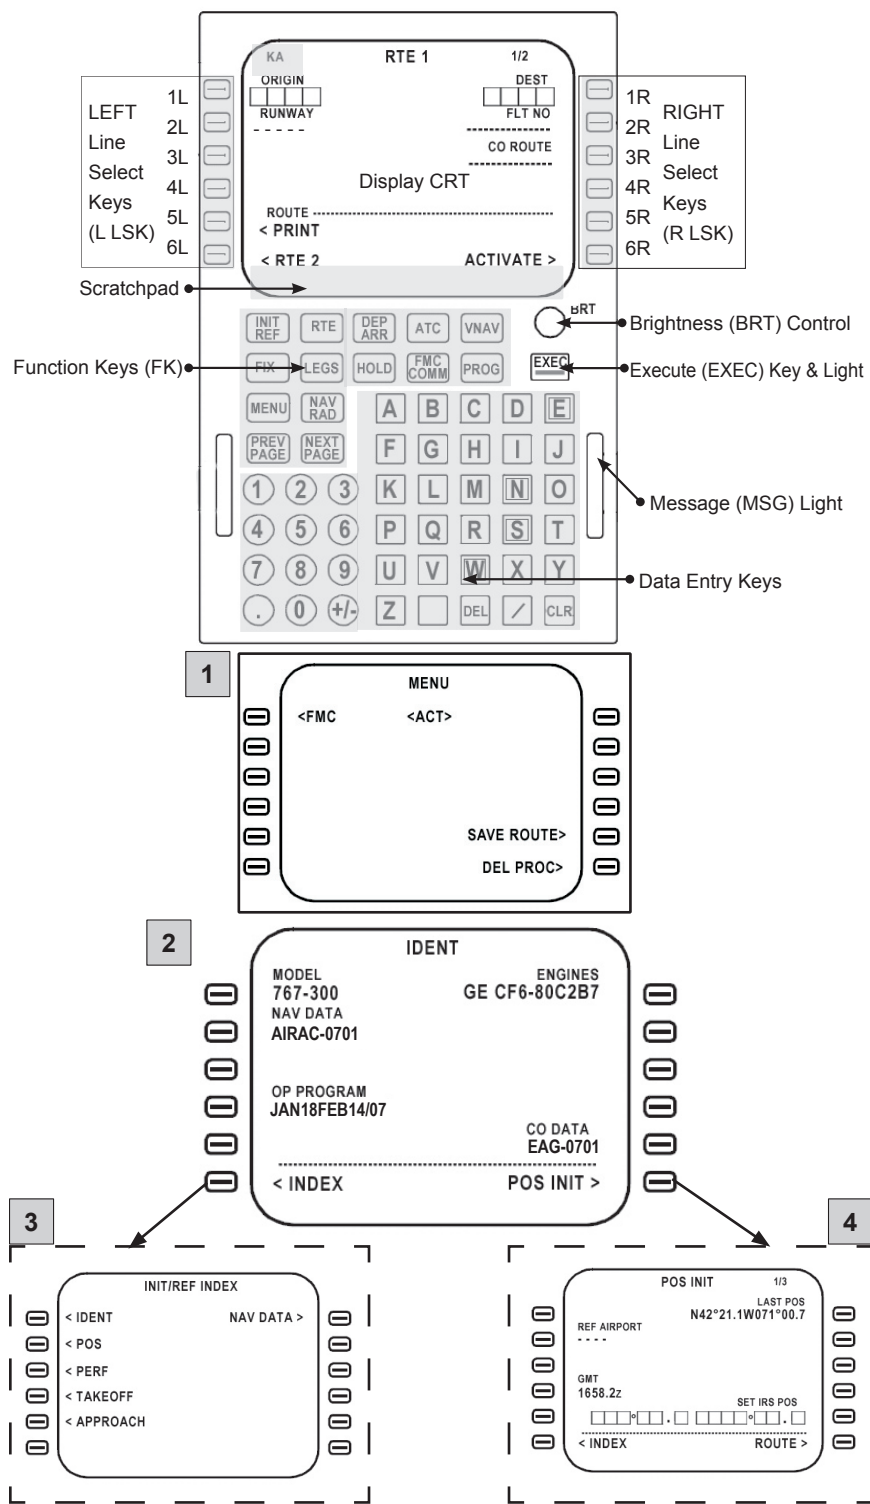 KA RTE 1 1/2
ORIGIN DEST
RUNWAY FLT NO
- - - - -
CO ROUTE
Display CRT
ROUTE
< PRINT
< RTE 2 ACTIVATE >
LEFT
Line
Select
Keys
(L LSK)
1L
2L
3L
4L
5L
6L
1R
2R
3R
4R
5R
6R
RIGHT
Line
Select
Keys
(R LSK)
Scratchpad
BRT
Brightness (BRT) Control
Function Keys (FK)
Execute (EXEC) Key & Light
Message (MSG) Light
Data Entry Keys
INIT REF RTE DEP ARR ATC VNAV
FIX LEGS HOLD FMC COMM PROG EXEC
MENU NAV RAD
PREV PAGE NEXT PAGE
A B C D E
F G H I J
1 2 3 K L M N O
4 5 6 P Q R S T
7 8 9 U V W X Y
. 0 +/- Z DEL / CLR
1
MENU
<FMC <ACT>
SAVE ROUTE>
DEL PROC>
2
IDENT
MODEL ENGINES
767-300 GE CF6-80C2B7
NAV DATA
AIRAC-0701
OP PROGRAM
JAN18FEB14/07
CO DATA
EAG-0701
< INDEX POS INIT >
3
INIT/REF INDEX
< IDENT NAV DATA >
< POS
< PERF
< TAKEOFF
< APPROACH
4
POS INIT 1/3
LAST POS
N42°21.1W071°00.7
REF AIRPORT
- - - -
GMT
1658.2z
SET IRS POS
° . ° .
< INDEX ROUTE >